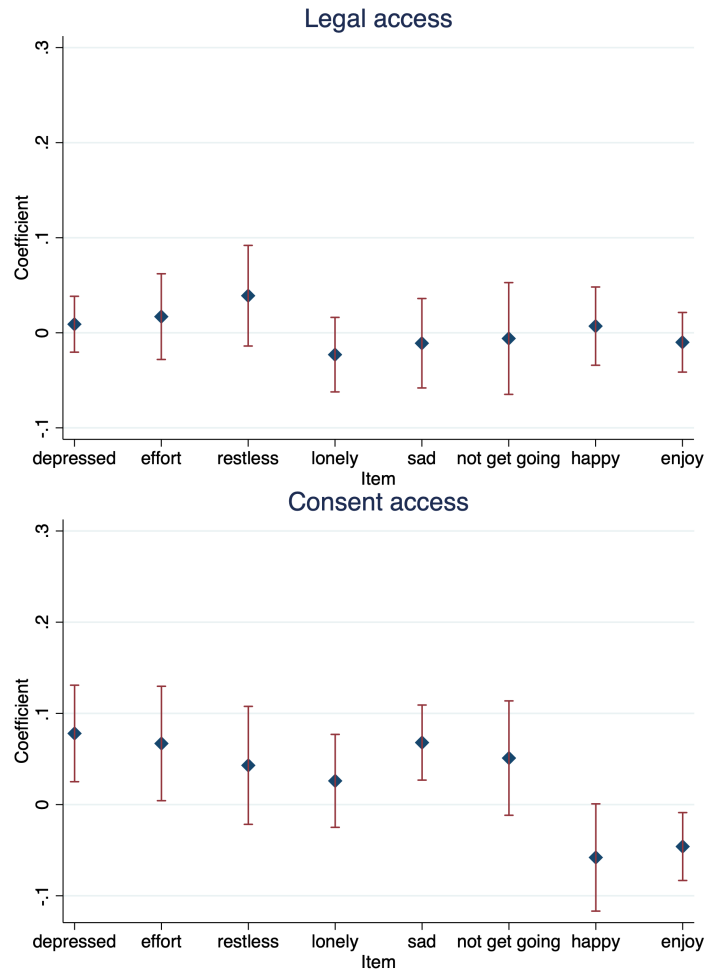 Legal access
.3
.2
.1
0
-.1
Coefficient
depressed effort restless lonely sad not get going happy enjoy
Item
Consent access
.3
.2
.1
0
-.1
Coefficient
depressed effort restless lonely sad not get going happy enjoy
Item